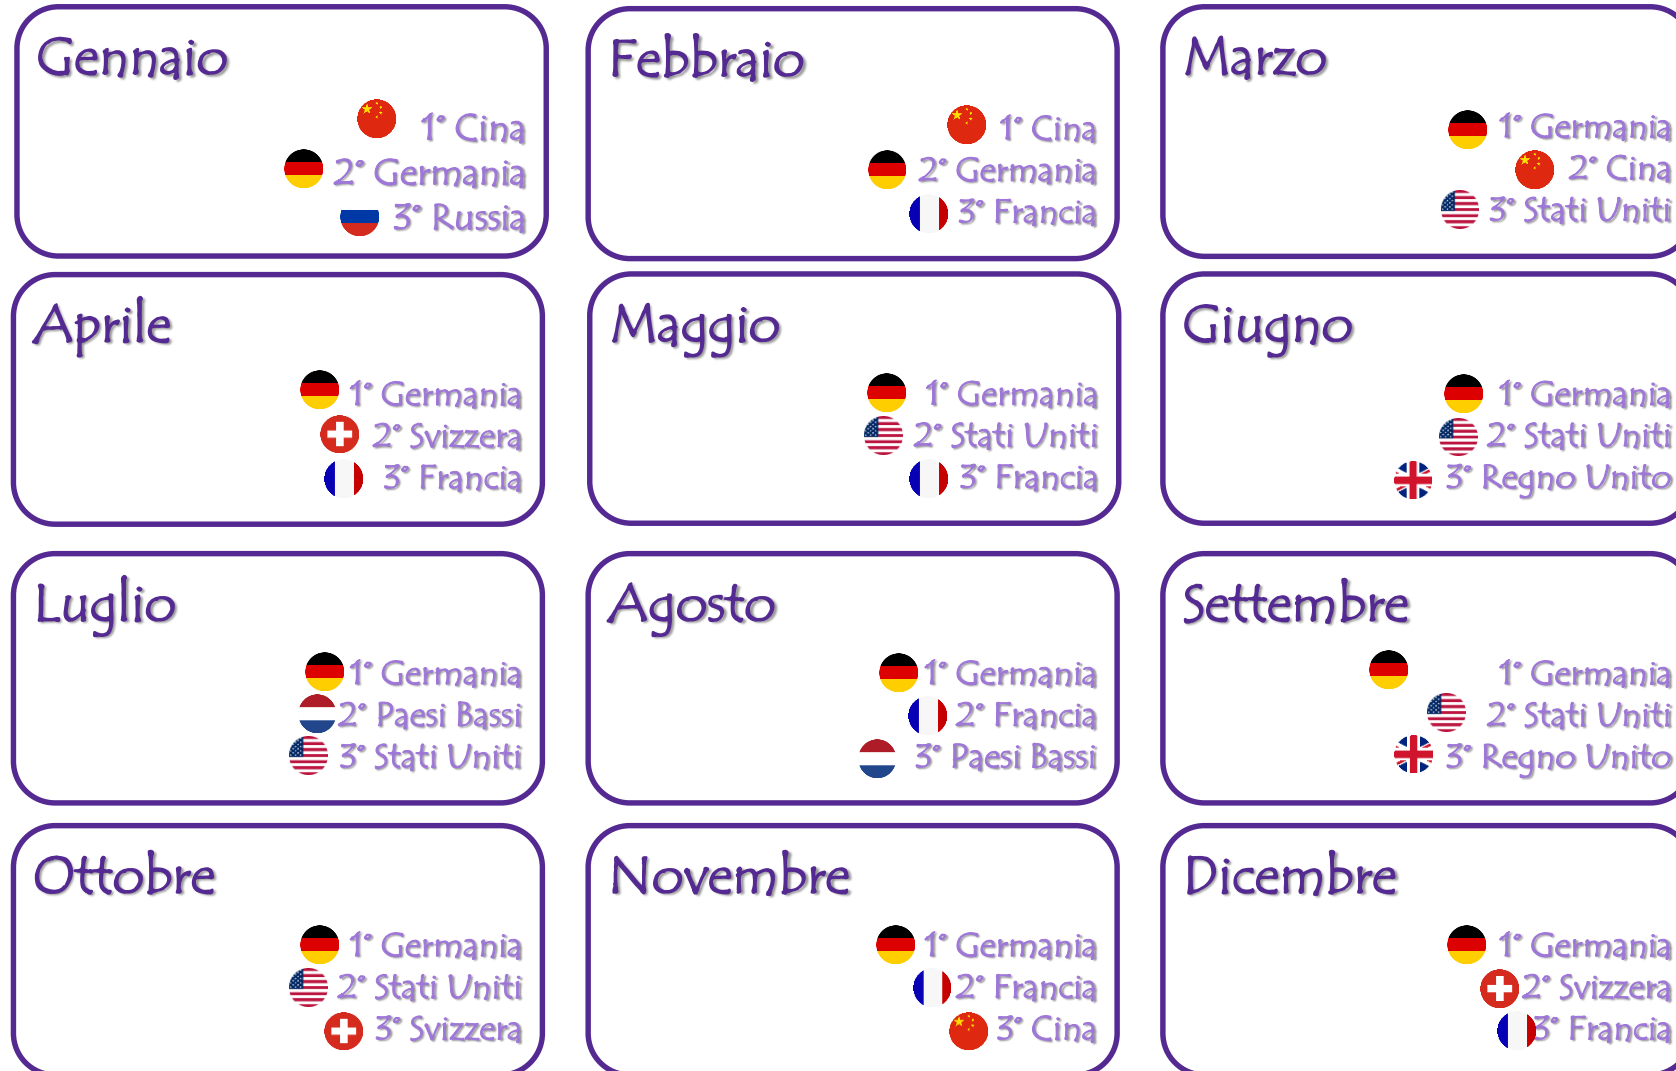 Gennaio
1° Cina
2° Germania
3° Russia
Febbraio
1° Cina
2° Germania
3° Francia
Marzo
1° Germania
2° Cina
3° Stati Uniti
Aprile
1° Germania
2° Svizzera
3° Francia
Maggio
1° Germania
2° Stati Uniti
3° Francia
Giugno
1° Germania
2° Stati Uniti
3° Regno Unito
Luglio
1° Germania
2° Paesi Bassi
3° Stati Uniti
Agosto
1° Germania
2° Francia
3° Paesi Bassi
Settembre
1° Germania
2° Stati Uniti
3° Regno Unito
Ottobre
1° Germania
2° Stati Uniti
3° Svizzera
Novembre
1° Germania
2° Francia
3° Cina
Dicembre
1° Germania
2° Svizzera
3° Francia